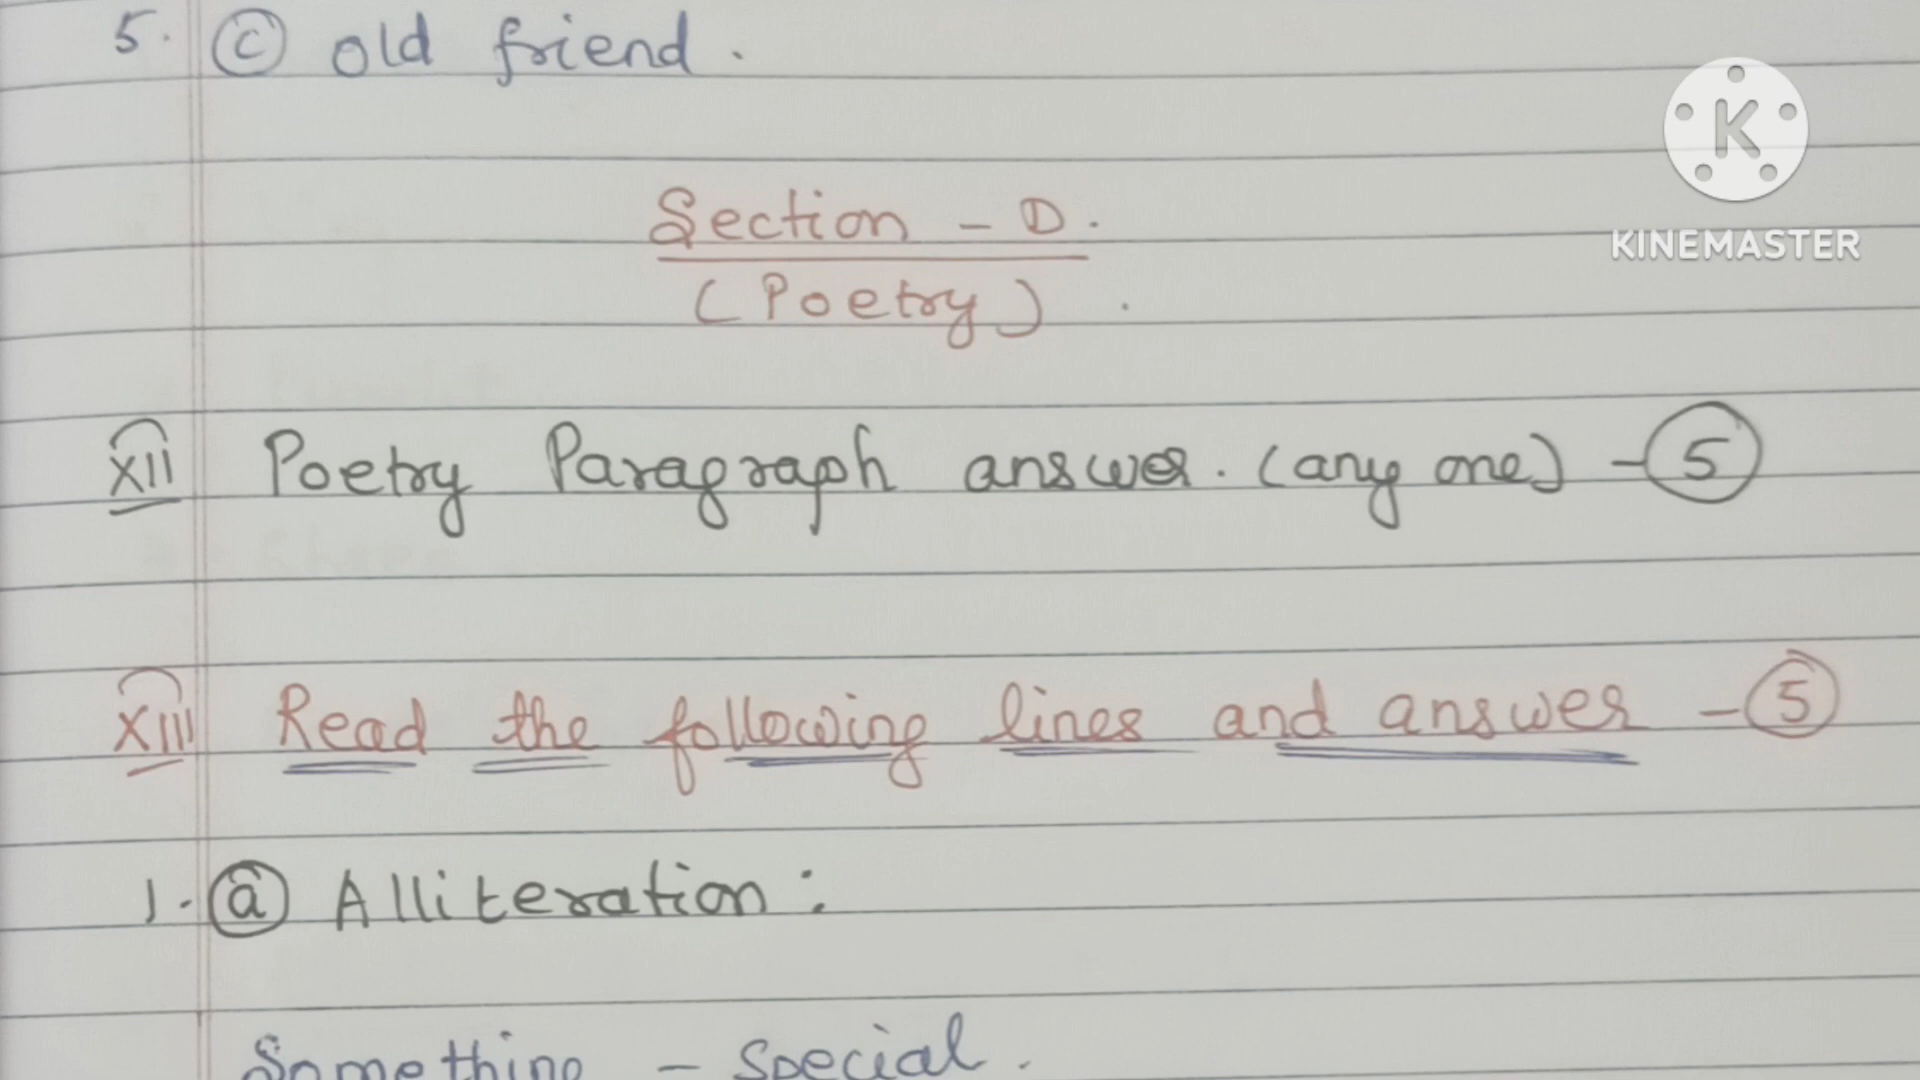 5. (c) old friend.
K
KINEMASTER
Section - D.
(Poetry).
XII Poetry Paragraph answer. (any one) - 5
XIII Read the following lines and answer - 5
1. (a) Alliteration:
Something - Special.